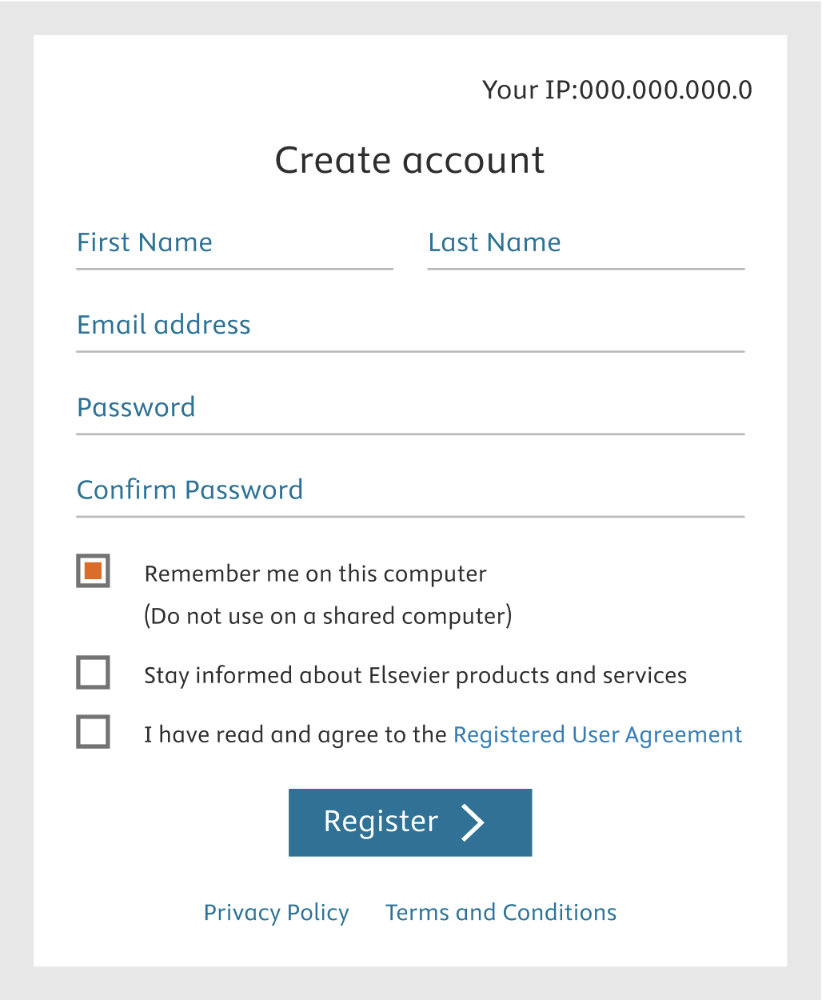 Your IP:000.000.000.0
Create account
First Name
Last Name
Email address
Password
Confirm Password
Remember me on this computer
(Do not use on a shared computer)
Stay informed about Elsevier products and services
I have read and agree to the Registered User Agreement
Register
Privacy Policy
Terms and Conditions